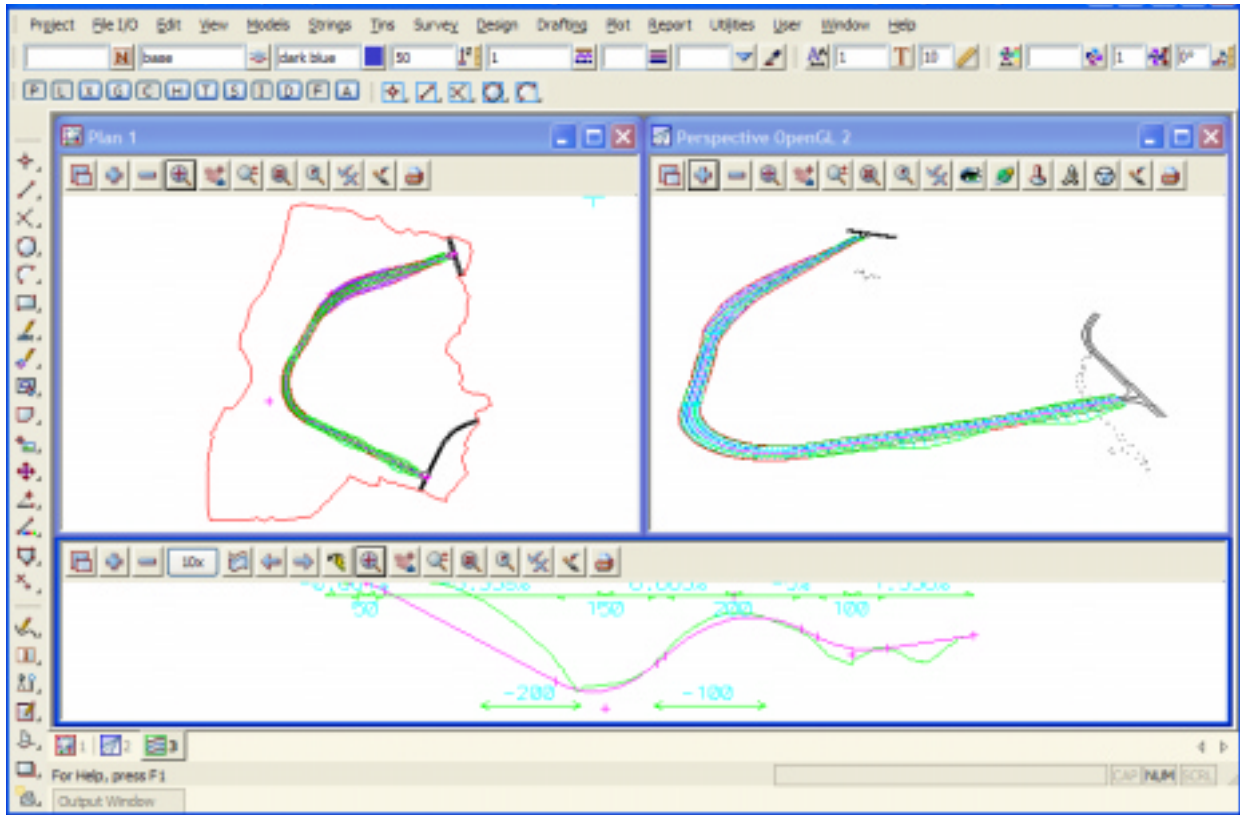 Project File I/O Edit View Models Strings Tins Survey Design Drafting Plot Report Utilities User Window Help
base dark blue 50 1 1 10 1 0°
P L X G C H T S I D F A
Plan 1
Perspective OpenGL 2
10x
50 150 200 100
-200 -100
1 2 3
For Help, press F1
CAP NUM SCRL
Output Window